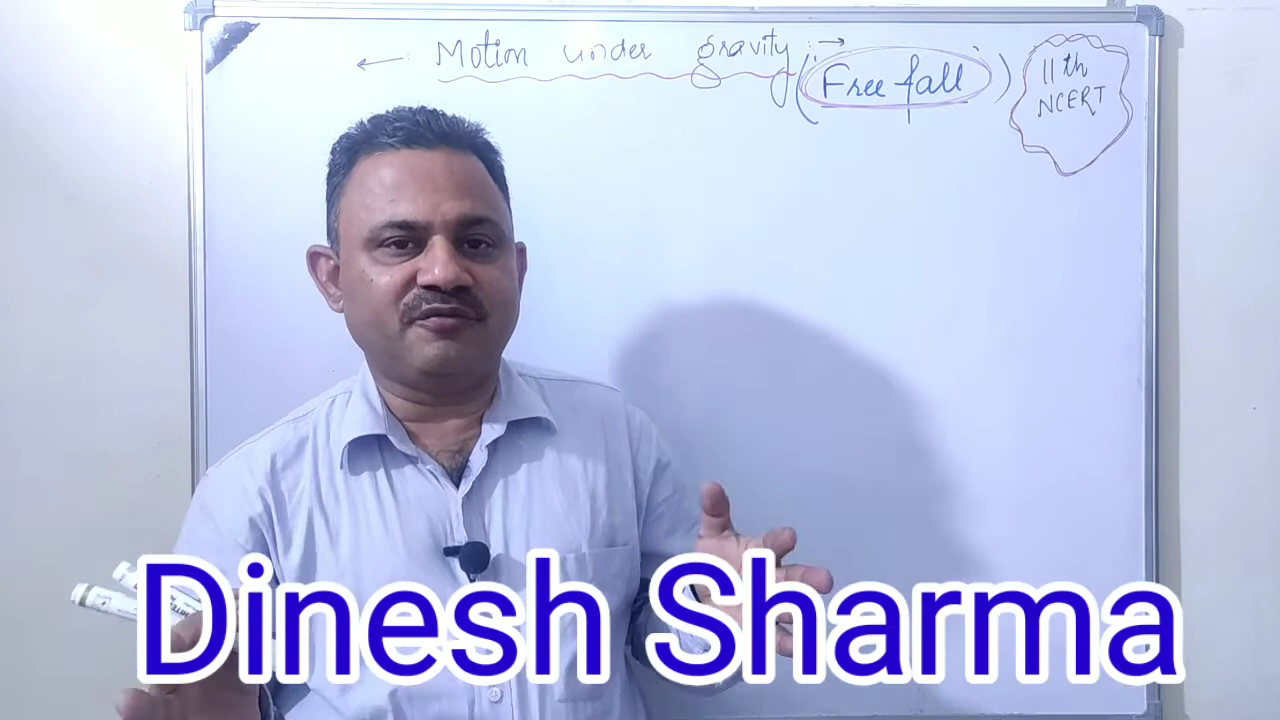 ← Motion under gravity :→
(Free fall)
11th
NCERT
Dinesh Sharma